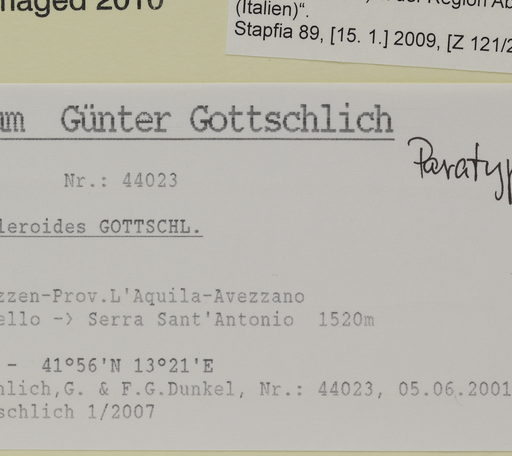 maged 2010
(Italien)“.
Stapfia 89, [15. 1.] 2009, [Z 121/2
um Günter Gottschlich
Paratyp
Nr.: 44023
leroides GOTTSCHL.
zzen-Prov.L'Aquila-Avezzano
ello -> Serra Sant'Antonio 1520m
- 41°56'N 13°21'E
hlich,G. & F.G.Dunkel, Nr.: 44023, 05.06.2001
schlich 1/2007